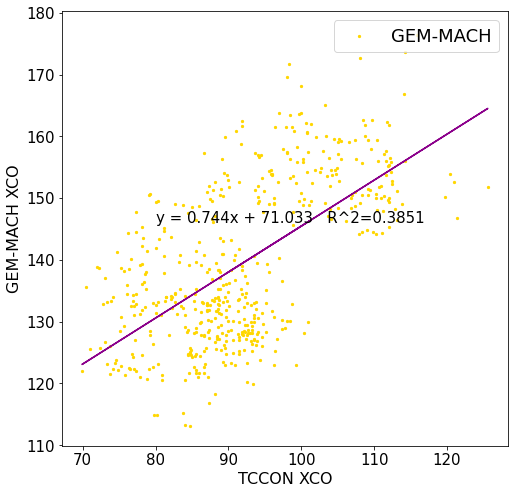 180
170
160
150
140
130
120
110
GEM-MACH XCO
GEM-MACH
y = 0.744x + 71.033   R^2=0.3851
70 80 90 100 110 120
TCCON XCO